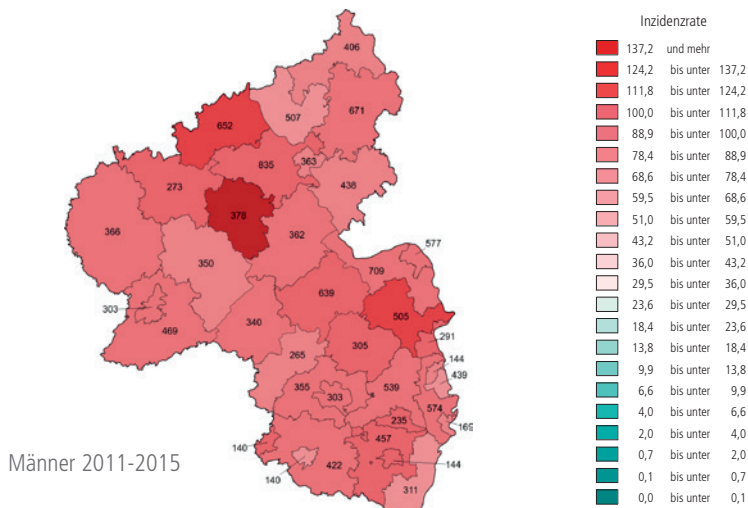 Inzidenzrate
137,2 und mehr
124,2 bis unter 137,2
111,8 bis unter 124,2
100,0 bis unter 111,8
88,9 bis unter 100,0
78,4 bis unter 88,9
68,6 bis unter 78,4
59,5 bis unter 68,6
51,0 bis unter 59,5
43,2 bis unter 51,0
36,0 bis unter 43,2
29,5 bis unter 36,0
23,6 bis unter 29,5
18,4 bis unter 23,6
13,8 bis unter 18,4
9,9 bis unter 13,8
6,6 bis unter 9,9
4,0 bis unter 6,6
2,0 bis unter 4,0
0,7 bis unter 2,0
0,1 bis unter 0,7
0,0 bis unter 0,1
406
507
671
652
835
363
273
438
378
366
362
577
350
709
639
303
505
469
340
291
305
265
144
439
355
303
539
574
235
169
457
140
422
144
140
311
Männer 2011-2015